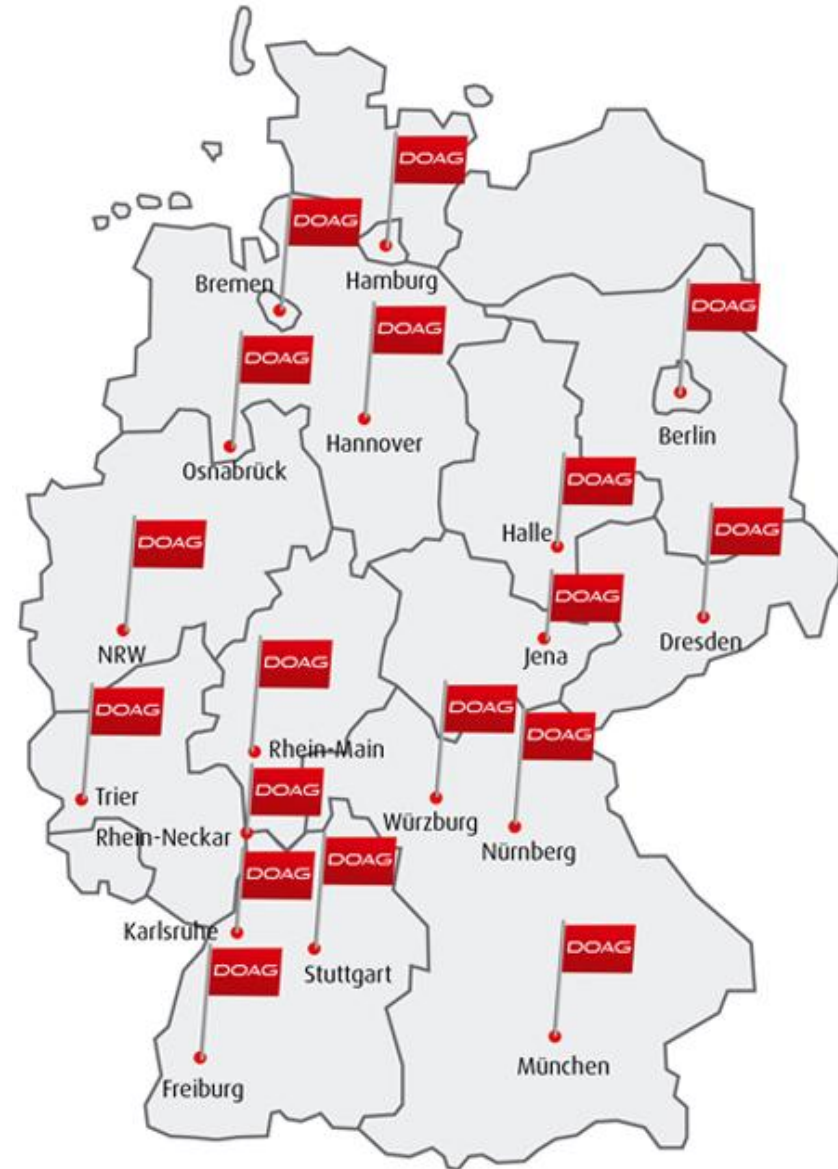 DOAG
Hamburg
DOAG
Bremen
DOAG
Berlin
DOAG
Hannover
DOAG
Osnabrück
DOAG
Halle
DOAG
Dresden
DOAG
NRW
DOAG
Jena
DOAG
Rhein-Main
DOAG
Trier
DOAG
Würzburg
DOAG
Nürnberg
DOAG
Rhein-Neckar
DOAG
Karlsruhe
DOAG
Stuttgart
DOAG
Freiburg
DOAG
München